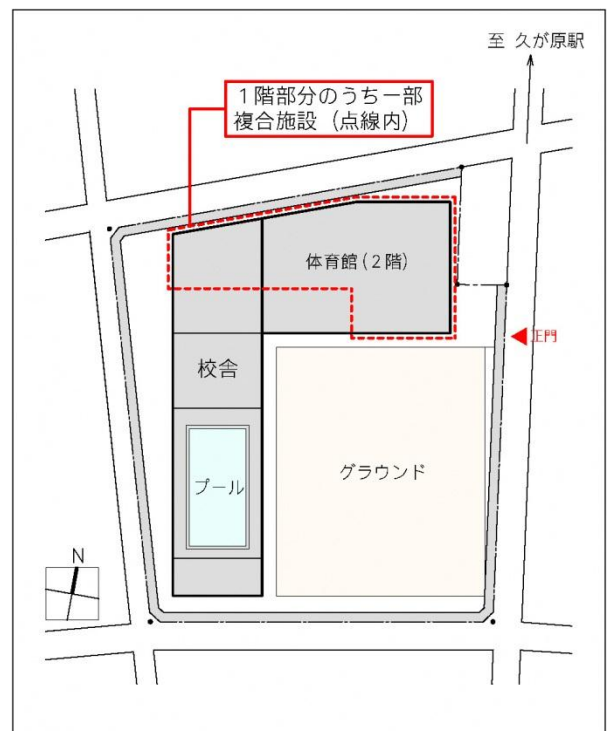 至 久が原駅
１階部分のうち一部
複合施設（点線内）
体育館(２階)
正門
校舎
グラウンド
プール
N